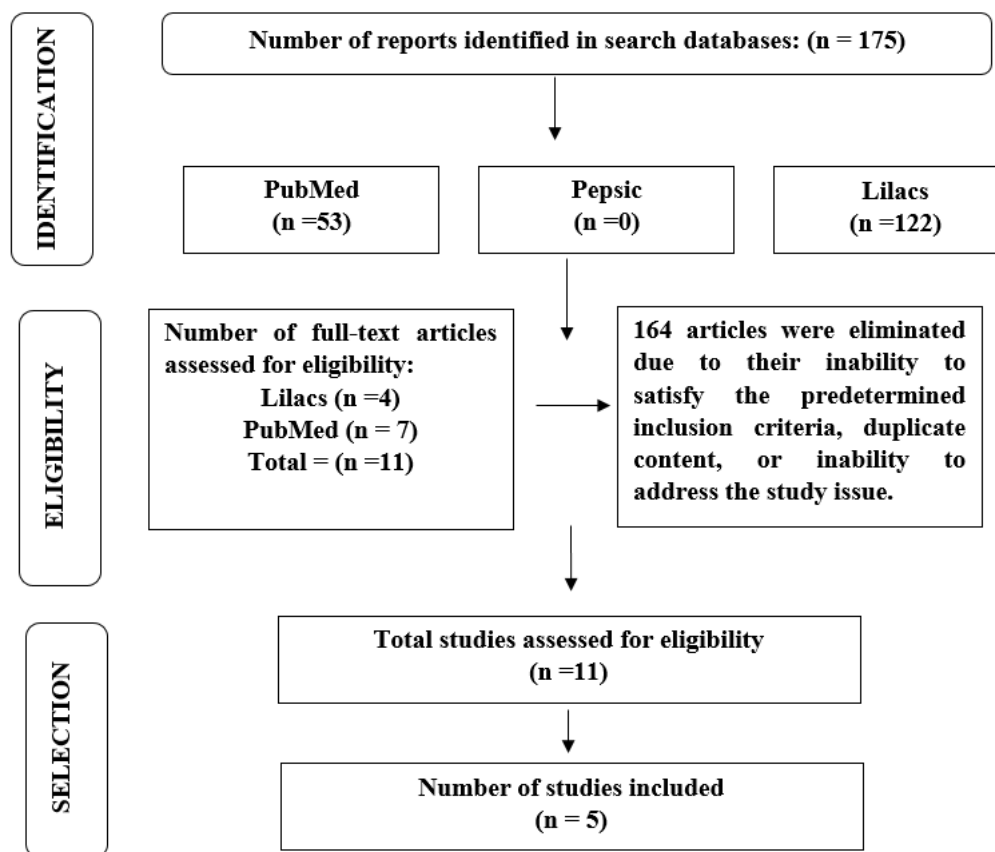 IDENTIFICATION
Number of reports identified in search databases: (n = 175)
PubMed
(n =53)
Pepsic
(n =0)
Lilacs
(n =122)
ELIGIBILITY
Number of full-text articles
assessed for eligibility:
Lilacs (n =4)
PubMed (n = 7)
Total = (n =11)
164 articles were eliminated
due to their inability to
satisfy the predetermined
inclusion criteria, duplicate
content, or inability to
address the study issue.
SELECTION
Total studies assessed for eligibility
(n =11)
Number of studies included
(n = 5)